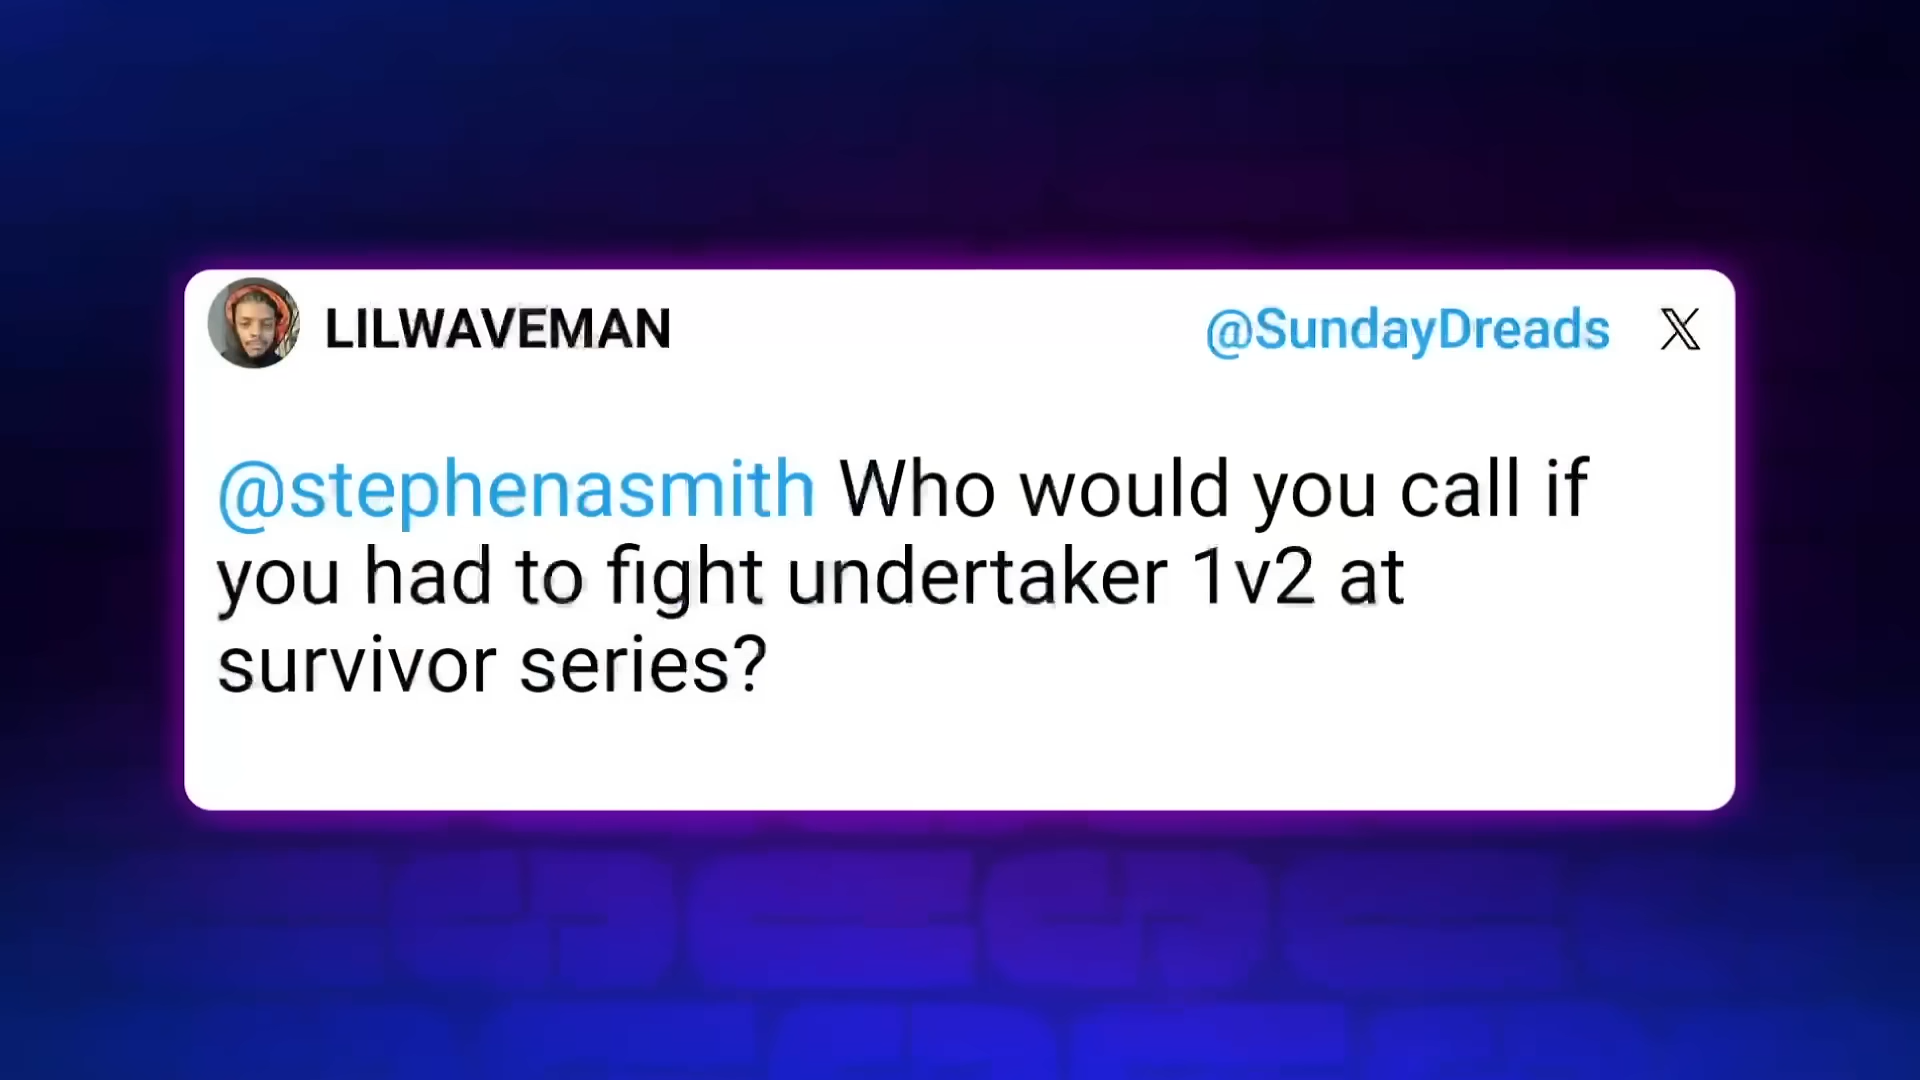 LILWAVEMAN @SundayDreads X
@stephenasmith Who would you call if
you had to fight undertaker 1v2 at
survivor series?